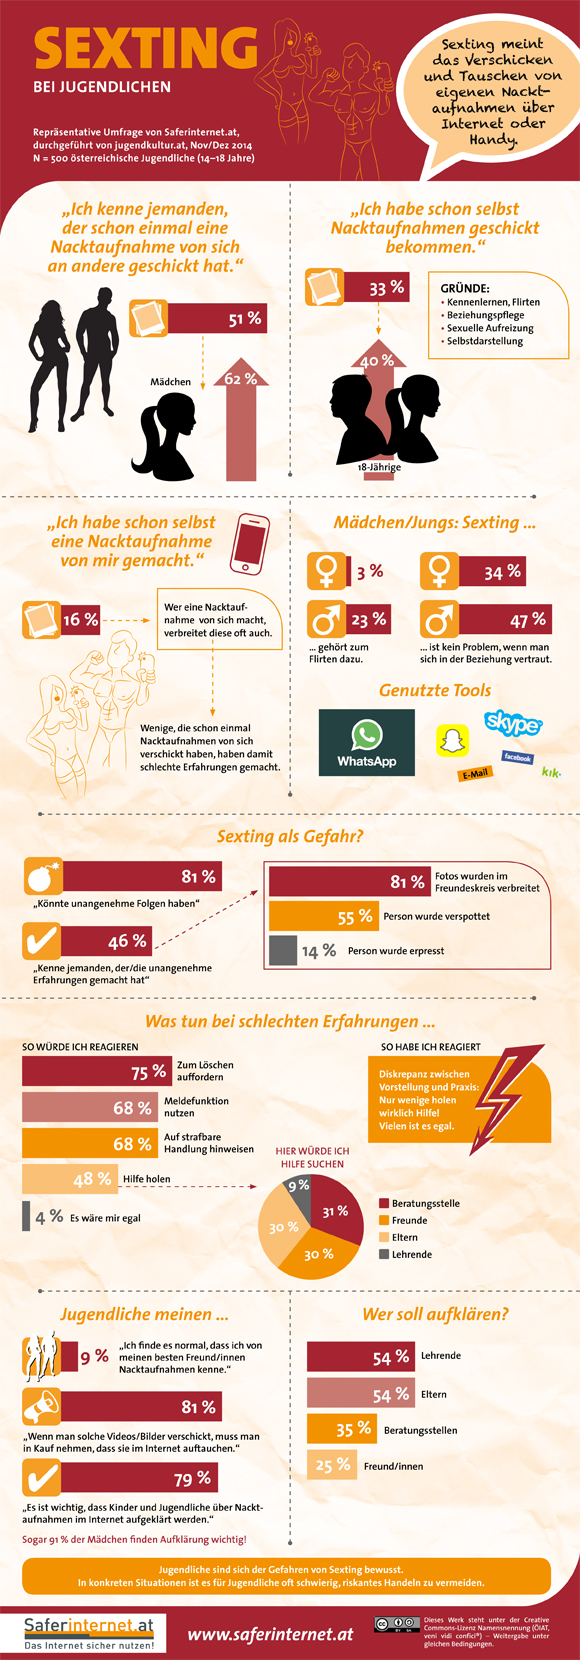 SEXTING
BEI JUGENDLICHEN
Repräsentative Umfrage von Saferinternet.at,
durchgeführt von jugendkultur.at, Nov/Dez 2014
N = 500 österreichische Jugendliche (14–18 Jahre)
Sexting meint
das Verschicken
und Tauschen von
eigenen Nackt-
aufnahmen über
Internet oder
Handy.
„Ich kenne jemanden,
der schon einmal eine
Nacktaufnahme von sich
an andere geschickt hat.“
51 %
Mädchen
62 %
„Ich habe schon selbst
Nacktaufnahmen geschickt
bekommen.“
33 %
GRÜNDE:
• Kennenlernen, Flirten
• Beziehungspflege
• Sexuelle Aufreizung
• Selbstdarstellung
40 %
18-Jährige
„Ich habe schon selbst
eine Nacktaufnahme
von mir gemacht.“
16 %
Wer eine Nacktauf-
nahme von sich macht,
verbreitet diese oft auch.
Wenige, die schon einmal
Nacktaufnahmen von sich
verschickt haben, haben damit
schlechte Erfahrungen gemacht.
Mädchen/Jungs: Sexting ...
3 %
23 %
... gehört zum
Flirten dazu.
34 %
47 %
... ist kein Problem, wenn man
sich in der Beziehung vertraut.
Genutzte Tools
WhatsApp
skype
facebook
E-Mail
kik
Sexting als Gefahr?
81 %
„Könnte unangenehme Folgen haben“
46 %
„Kenne jemanden, der/die unangenehme
Erfahrungen gemacht hat“
81 % Fotos wurden im
Freundeskreis verbreitet
55 % Person wurde verspottet
14 % Person wurde erpresst
Was tun bei schlechten Erfahrungen ...
SO WÜRDE ICH REAGIEREN
75 % Zum Löschen
auffordern
68 % Meldefunktion
nutzen
68 % Auf strafbare
Handlung hinweisen
48 % Hilfe holen
4 % Es wäre mir egal
SO HABE ICH REAGIERT
Diskrepanz zwischen
Vorstellung und Praxis:
Nur wenige holen
wirklich Hilfe!
Vielen ist es egal.
HIER WÜRDE ICH
HILFE SUCHEN
9 %
31 %
30 %
30 %
Beratungsstelle
Freunde
Eltern
Lehrende
Jugendliche meinen ...
9 %
„Ich finde es normal, dass ich von
meinen besten Freund/innen
Nacktaufnahmen kenne.“
81 %
„Wenn man solche Videos/Bilder verschickt, muss man
in Kauf nehmen, dass sie im Internet auftauchen.“
79 %
„Es ist wichtig, dass Kinder und Jugendliche über Nackt-
aufnahmen im Internet aufgeklärt werden.“
Sogar 91 % der Mädchen finden Aufklärung wichtig!
Wer soll aufklären?
54 % Lehrende
54 % Eltern
35 % Beratungsstellen
25 % Freund/innen
Jugendliche sind sich der Gefahren von Sexting bewusst.
In konkreten Situationen ist es für Jugendliche oft schwierig, riskantes Handeln zu vermeiden.
Saferinternet.at
Das Internet sicher nutzen!
www.saferinternet.at
cc
BY SA
Dieses Werk steht unter der Creative
Commons-Lizenz Namensnennung (ÖIAT,
veni vidi confici®) – Weitergabe unter
gleichen Bedingungen.